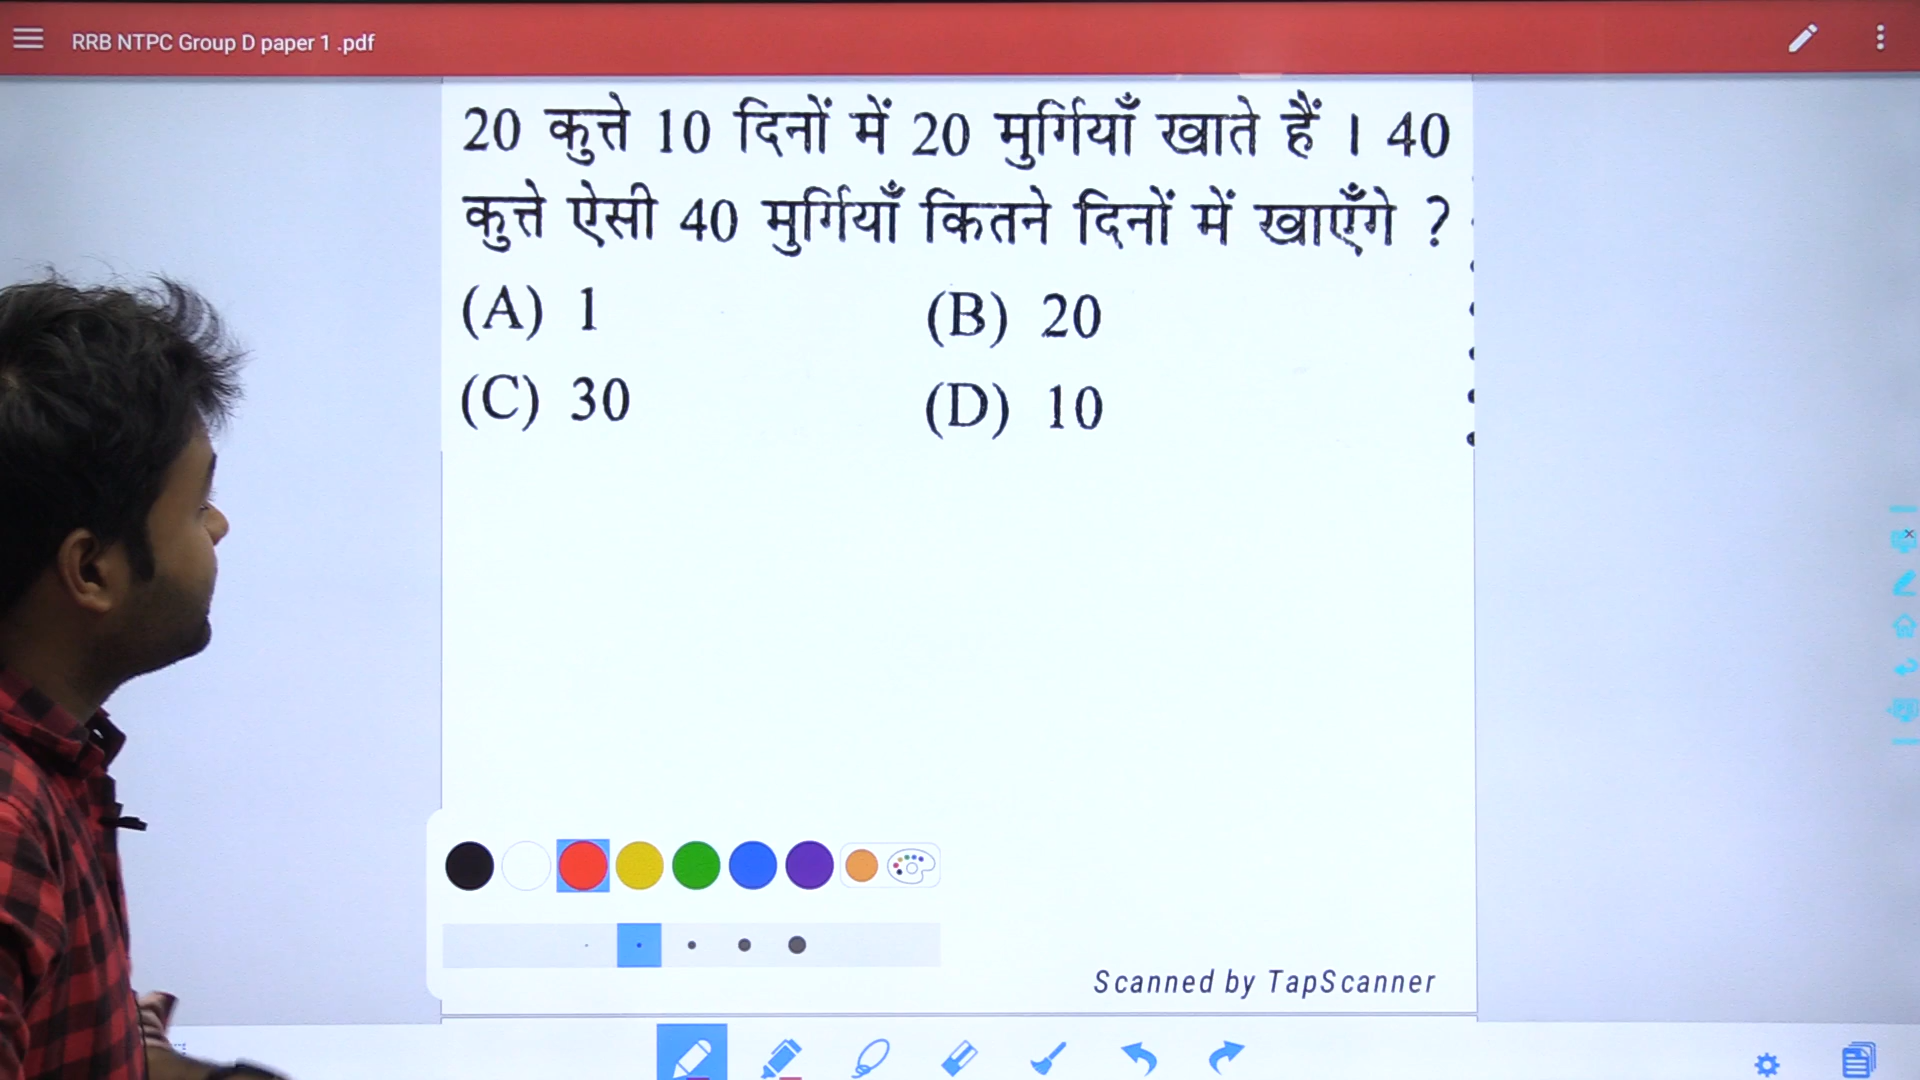 RRB NTPC Group D paper 1 .pdf
20 कुत्ते 10 दिनों में 20 मुर्गियाँ खाते हैं । 40
कुत्ते ऐसी 40 मुर्गियाँ कितने दिनों में खाएँगे ?
(A) 1 (B) 20
(C) 30 (D) 10
Scanned by TapScanner